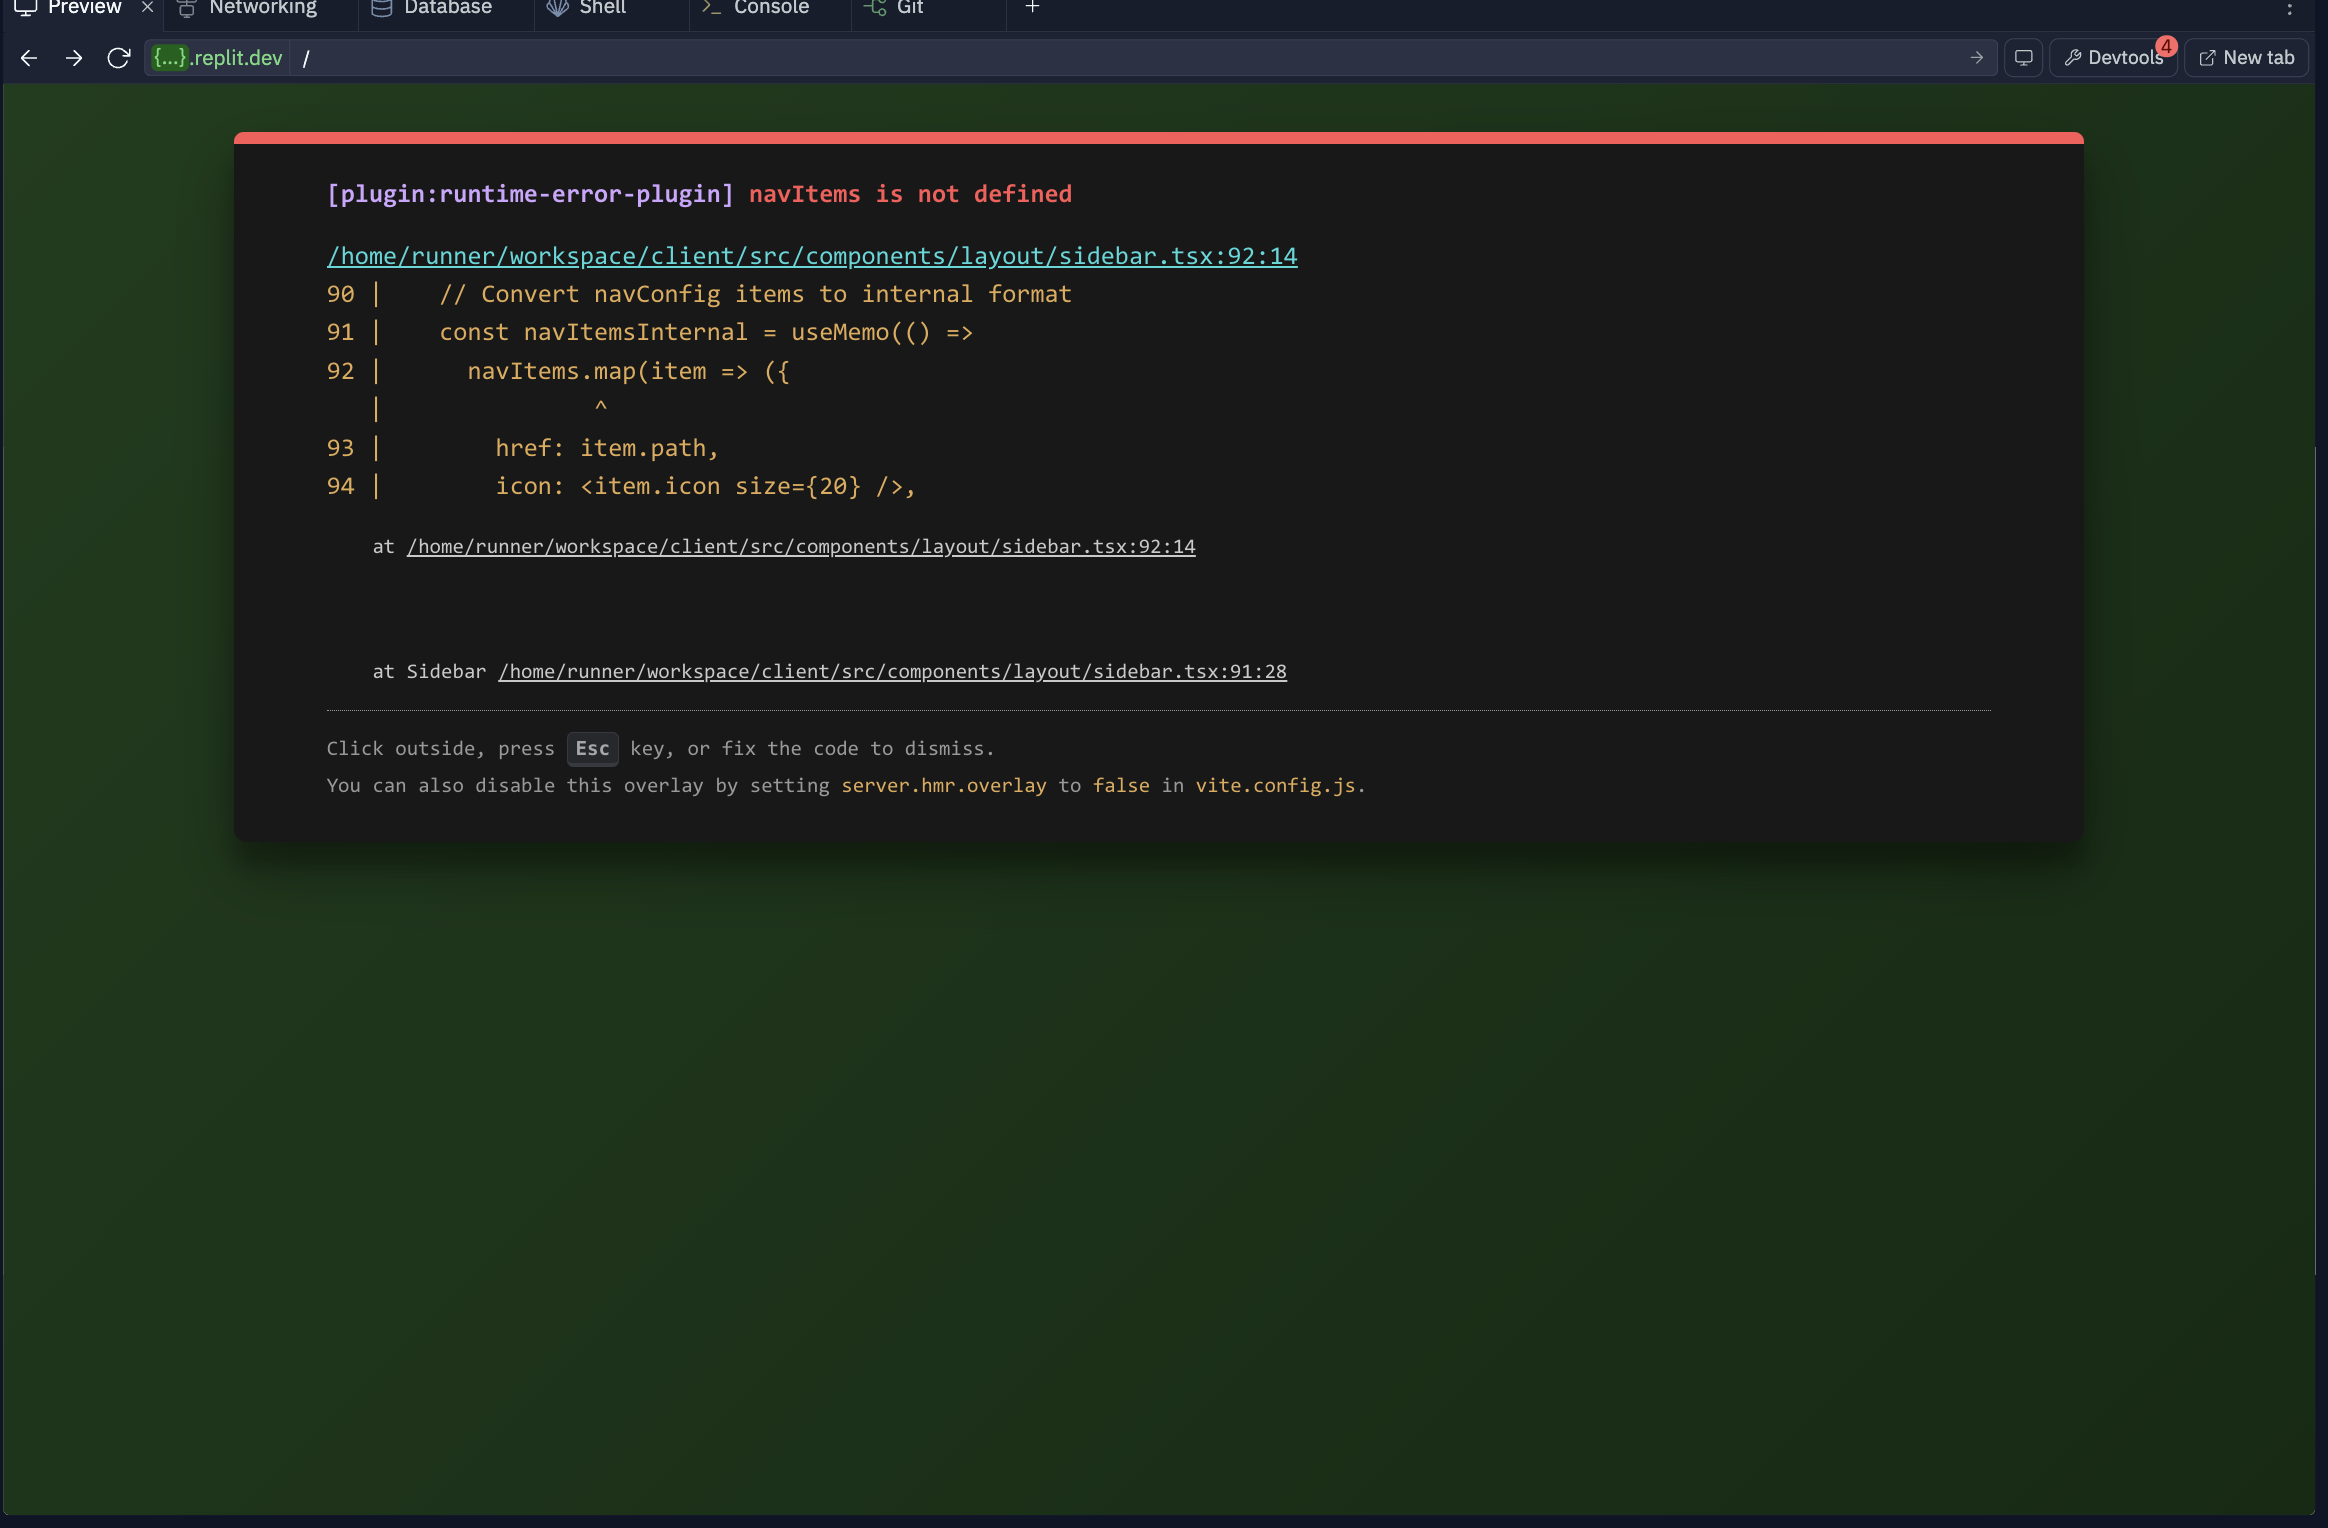 Preview
Networking
Database
Shell
Console
Git
{...}.replit.dev /
Devtools 4
New tab
[plugin:runtime-error-plugin] navItems is not defined
/home/runner/workspace/client/src/components/layout/sidebar.tsx:92:14
90 |    // Convert navConfig items to internal format
91 |    const navItemsInternal = useMemo(() =>
92 |      navItems.map(item => ({
   |               ^
93 |        href: item.path,
94 |        icon: <item.icon size={20} />,
at /home/runner/workspace/client/src/components/layout/sidebar.tsx:92:14
at Sidebar /home/runner/workspace/client/src/components/layout/sidebar.tsx:91:28
Click outside, press Esc key, or fix the code to dismiss.
You can also disable this overlay by setting server.hmr.overlay to false in vite.config.js.